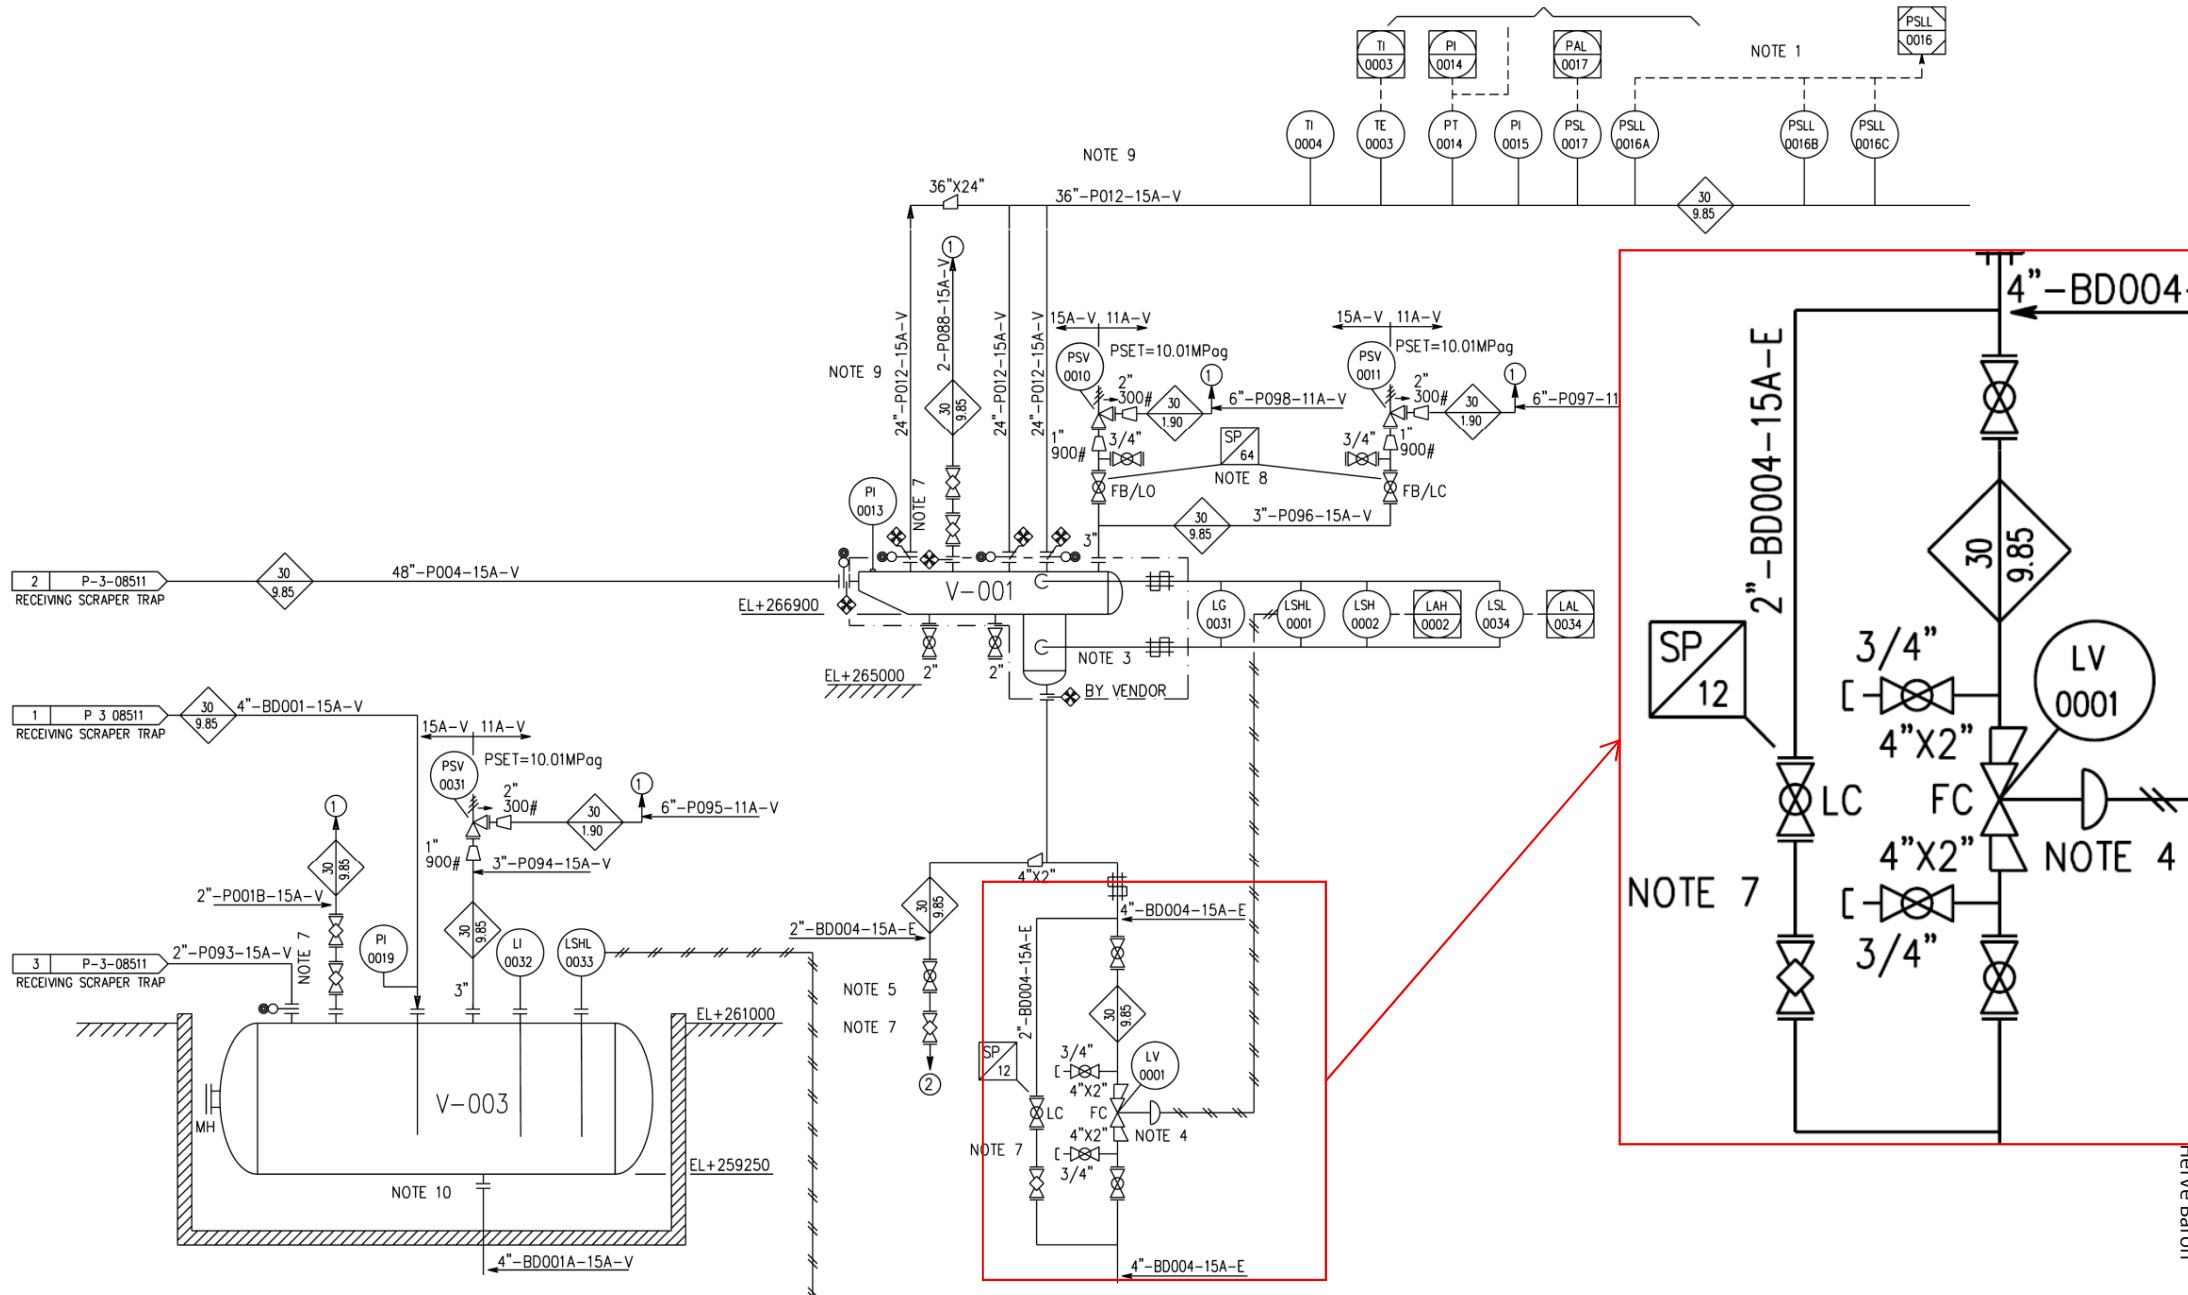 PSLL
0016
TI
0003
PI
0014
PAL
0017
NOTE 1
TI
0004
TE
0003
PT
0014
PI
0015
PSL
0017
PSLL
0016A
PSLL
0016B
PSLL
0016C
NOTE 9
36"X24"
36"-P012-15A-V
30
9.85
24"-P012-15A-V
2-P088-15A-V
24"-P012-15A-V
24"-P012-15A-V
30
9.85
NOTE 9
15A-V
11A-V
PSV
0010
PSET=10.01MPag
2"
300#
30
1.90
1
6"-P098-11A-V
1"
900#
3/4"
SP
64
NOTE 8
FB/LO
15A-V
11A-V
PSV
0011
PSET=10.01MPag
2"
300#
30
1.90
1
6"-P097-11
3/4"
1"
900#
FB/LC
3"-P096-15A-V
30
9.85
3"
1
PI
0013
NOTE 7
2
P-3-08511
RECEIVING SCRAPER TRAP
30
9.85
48"-P004-15A-V
EL+266900
V-001
LG
0031
LSHL
0001
LSH
0002
LAH
0002
LSL
0034
LAL
0034
NOTE 3
EL+265000
2"
2"
BY VENDOR
1
P 3 08511
RECEIVING SCRAPER TRAP
30
9.85
4"-BD001-15A-V
15A-V
11A-V
PSV
0031
PSET=10.01MPag
2"
300#
30
1.90
1
6"-P095-11A-V
1"
900#
3"-P094-15A-V
30
9.85
1
30
9.85
2"-P001B-15A-V
NOTE 7
PI
0019
LI
0032
LSHL
0033
3
P-3-08511
RECEIVING SCRAPER TRAP
2"-P093-15A-V
3"
EL+261000
V-003
MH
EL+259250
NOTE 10
4"-BD001A-15A-V
4"X2"
30
9.85
2"-BD004-15A-E
NOTE 5
NOTE 7
2
4"-BD004-15A-E
2"-BD004-15A-E
30
9.85
SP
12
3/4"
4"X2"
LV
0001
LC
FC
NOTE 4
4"X2"
NOTE 7
3/4"
4"-BD004-15A-E
4"-BD004-
2"-BD004-15A-E
30
9.85
SP
12
3/4"
4"X2"
LV
0001
LC
FC
NOTE 4
4"X2"
NOTE 7
3/4"
Herve Baron